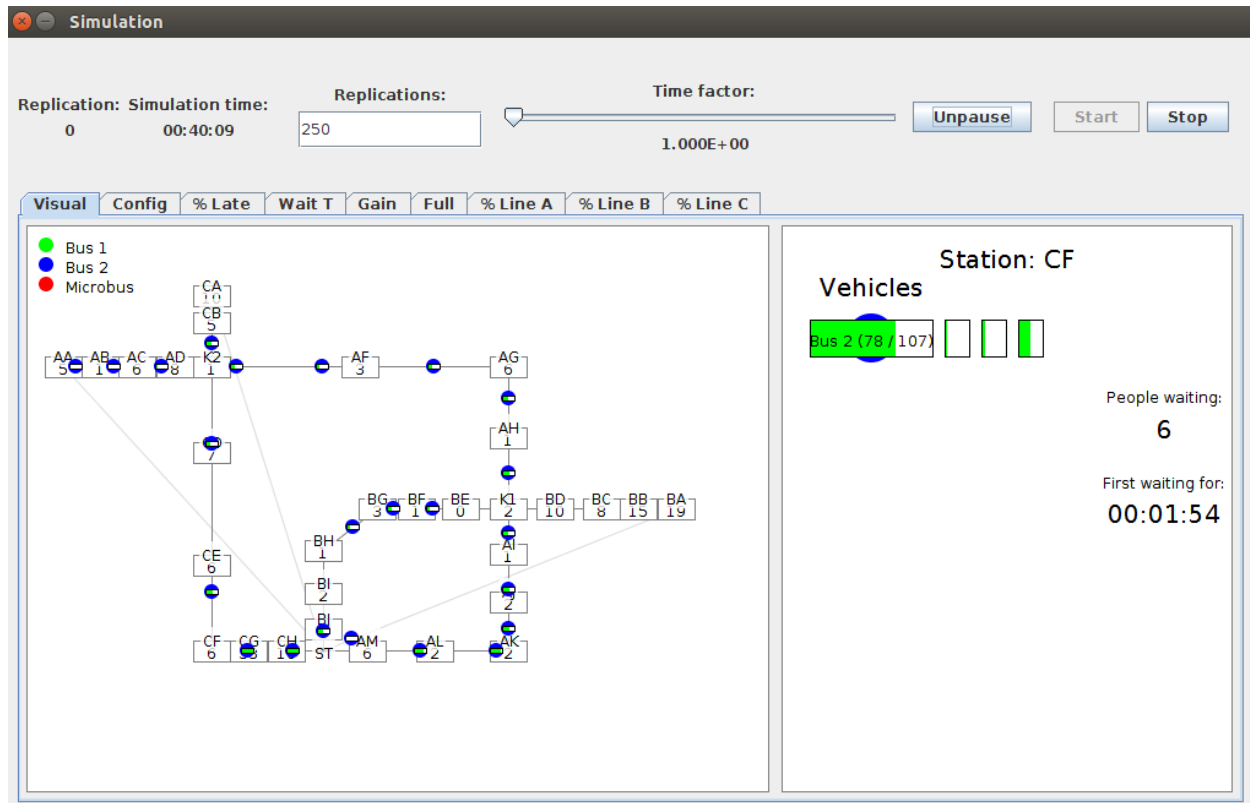 Simulation
Replication: Simulation time: Replications: Time factor:
0 00:40:09 250 1.000E+00 Unpause Start Stop
Visual Config % Late Wait T Gain Full % Line A % Line B % Line C
Bus 1
Bus 2
Microbus
CA
10
CB
5
AA AB AC AD K2 AF AG
5 1 6 8 1 3 6
AH
1
7
BG BF BE K1 BD BC BB BA
3 1 0 2 10 8 15 19
BH
1
AI
1
CE
6
BI
2
2
CF CG CH ST AM AL AK
6 6 2 2
Station: CF
Vehicles
Bus 2 (78 / 107)
People waiting:
6
First waiting for:
00:01:54